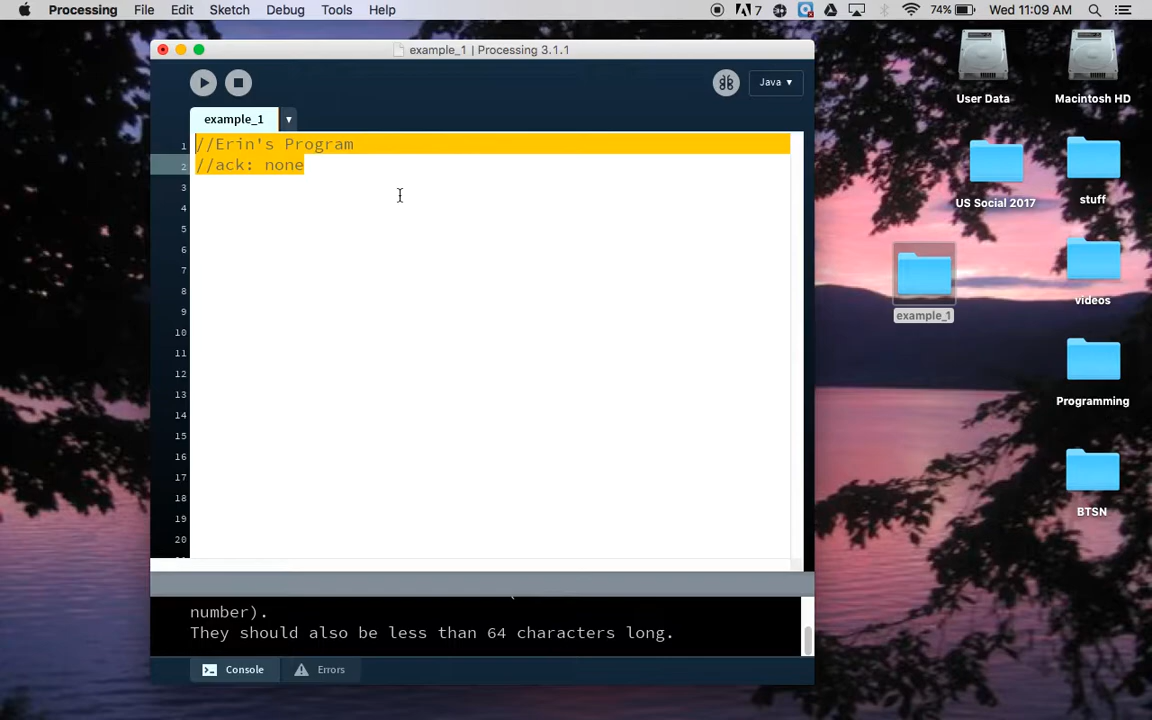 Processing File Edit Sketch Debug Tools Help 7 74% Wed 11:09 AM
example_1 | Processing 3.1.1
Java ▾
example_1
1 //Erin's Program
2 //ack: none
3
4
5
6
7
8
9
10
11
12
13
14
15
16
17
18
19
20
number).
They should also be less than 64 characters long.
Console Errors
User Data
Macintosh HD
US Social 2017
stuff
example_1
videos
Programming
BTSN